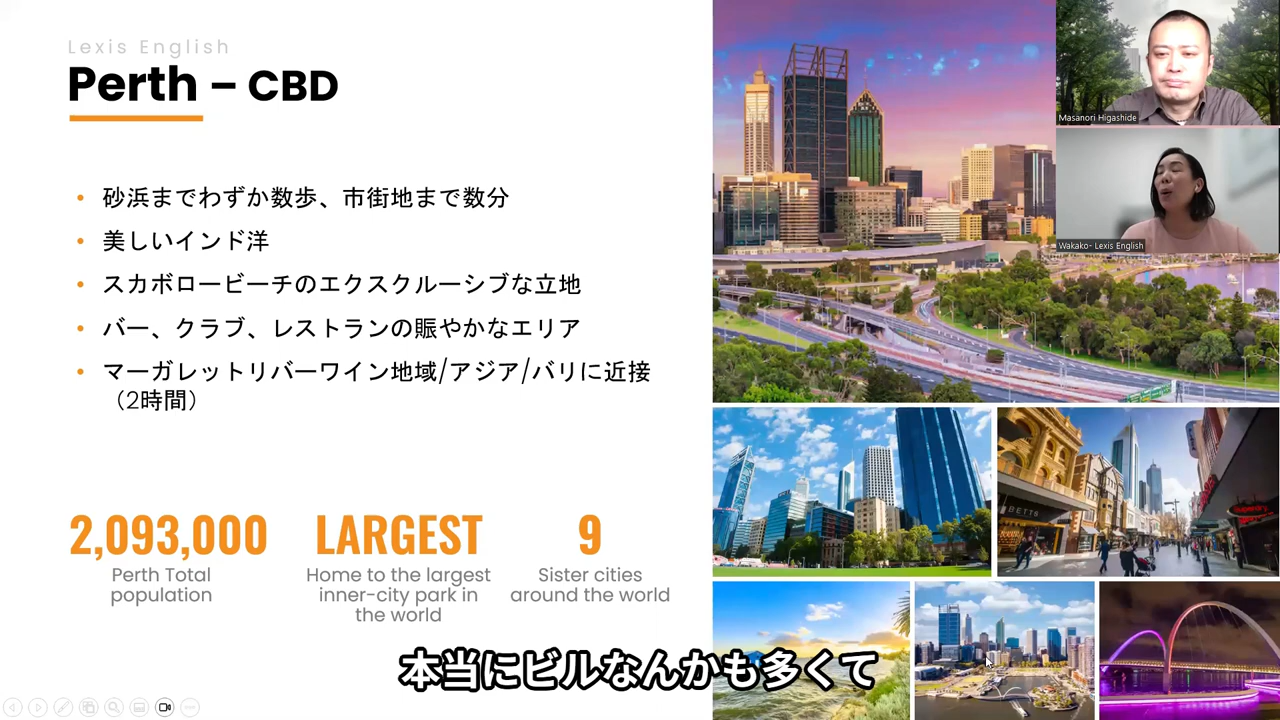 Lexis English
Perth – CBD
• 砂浜までわずか数歩、市街地まで数分
• 美しいインド洋
• スカボロービーチのエクスクルーシブな立地
• バー、クラブ、レストランの賑やかなエリア
• マーガレットリバーワイン地域/アジア/バリに近接
（2時間）
2,093,000
Perth Total
population
LARGEST
Home to the largest
inner-city park in
the world
9
Sister cities
around the world
Masanori Higashide
Wakako- Lexis English
BETTS
本当にビルなんかも多くて